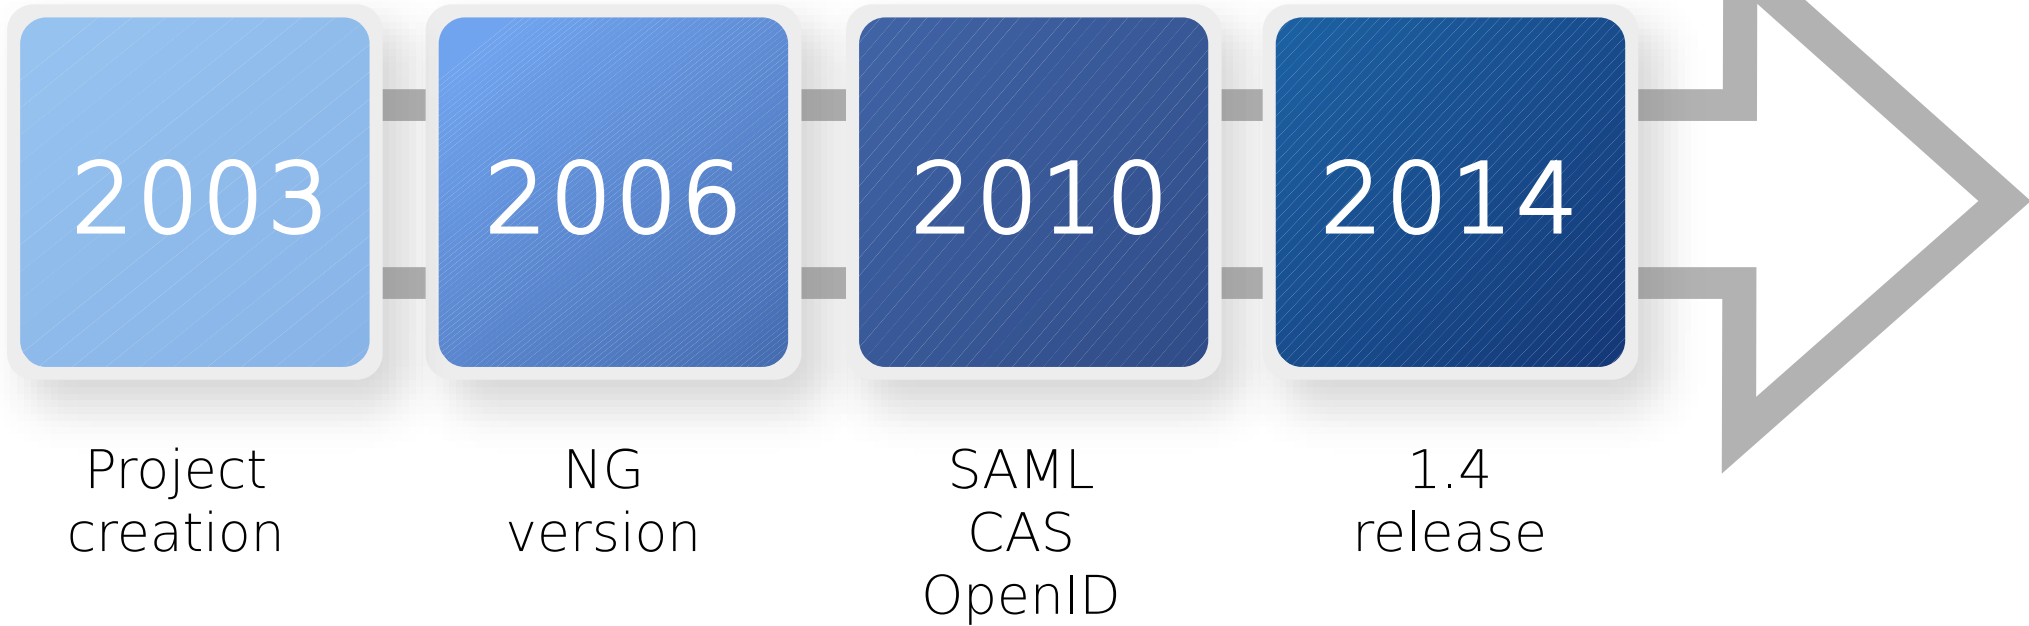 2003
2006
2010
2014
Project
creation
NG
version
SAML
CAS
OpenID
1.4
release